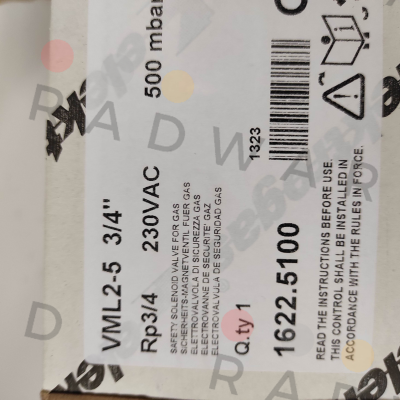 VML2-5 3/4"
Rp3/4 230VAC 500 mbar
SAFETY SOLENOID VALVE FOR GAS
SICHERHEITS-MAGNETVENTIL FUER GAS
ELETTROVALVOLA DI SICUREZZA GAS
ELECTROVANNE DE SECURITE' GAZ
ELECTROVALVULA DE SEGURIDAD GAS
Q.ty 1
1323
1622.5100
READ THE INSTRUCTIONS BEFORE USE.
THIS CONTROL SHALL BE INSTALLED IN
ACCORDANCE WITH THE RULES IN FORCE.
RADWAR